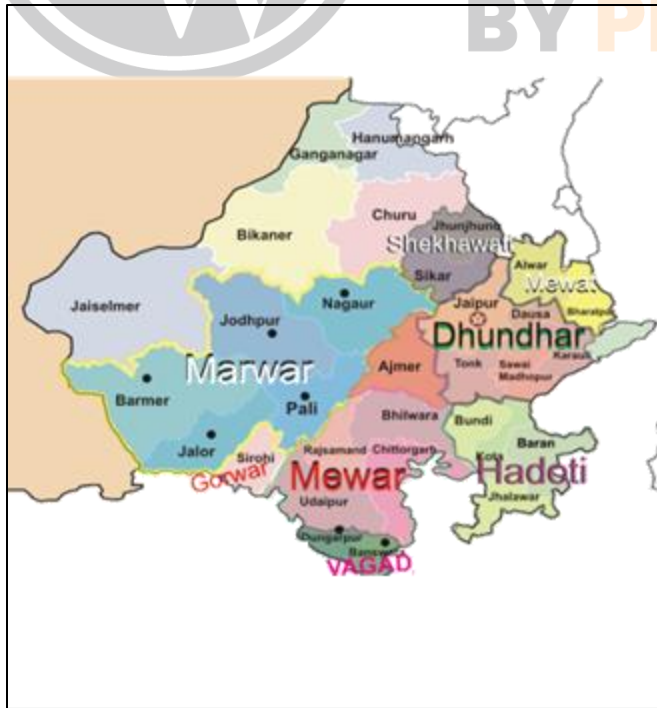 BY P
Hanumangarh
Ganganagar
Churu
Bikaner
Jhunjhunu
Shekhawati
Sikar
Alwar
Mewat
Jaiselmer
Nagaur
Jaipur
Dausa
Bharatpur
Jodhpur
Dhundhar
Karauli
Marwar
Ajmer
Tonk
Sawai
Madhopur
Barmer
Pali
Bhilwara
Bundi
Baran
Jalor
Sirohi
Rajsamand
Chittorgarh
Kota
Gorwar
Mewar
Hadoti
Udaipur
Jhalawar
Dungarpur
Banswara
VAGAD